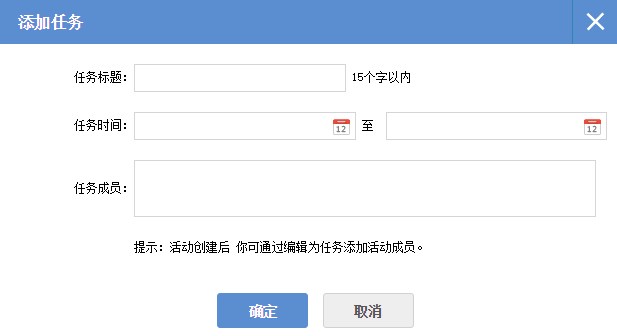 添加任务
任务标题: 15个字以内
任务时间: 12 至 12
任务成员:
提示: 活动创建后 你可通过编辑为任务添加活动成员。
确定 取消